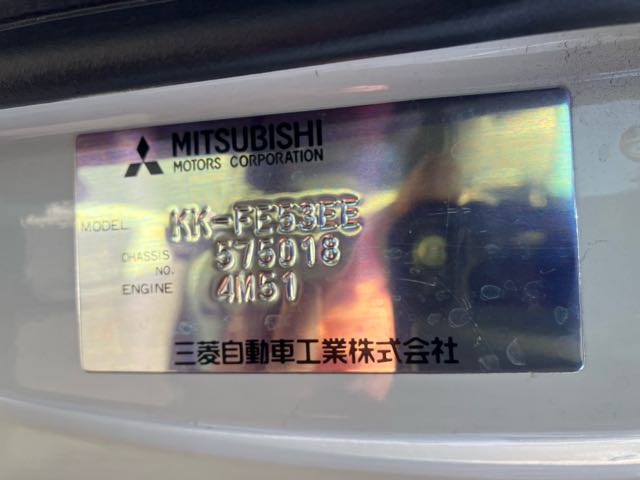 MITSUBISHI
MOTORS CORPORATION
MODEL KK-FE53EE
CHASSIS NO. 575018
ENGINE 4M51
三菱自動車工業株式会社